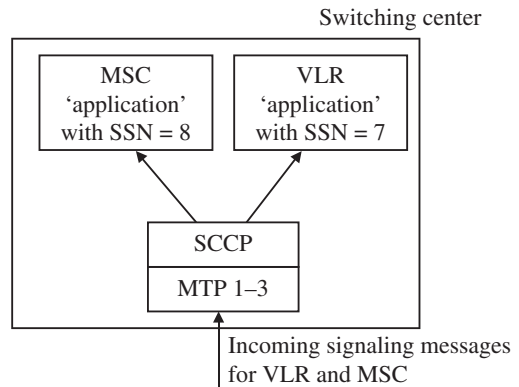 Switching center
MSC
‘application’
with SSN = 8
VLR
‘application’
with SSN = 7
SCCP
MTP 1–3
Incoming signaling messages
for VLR and MSC